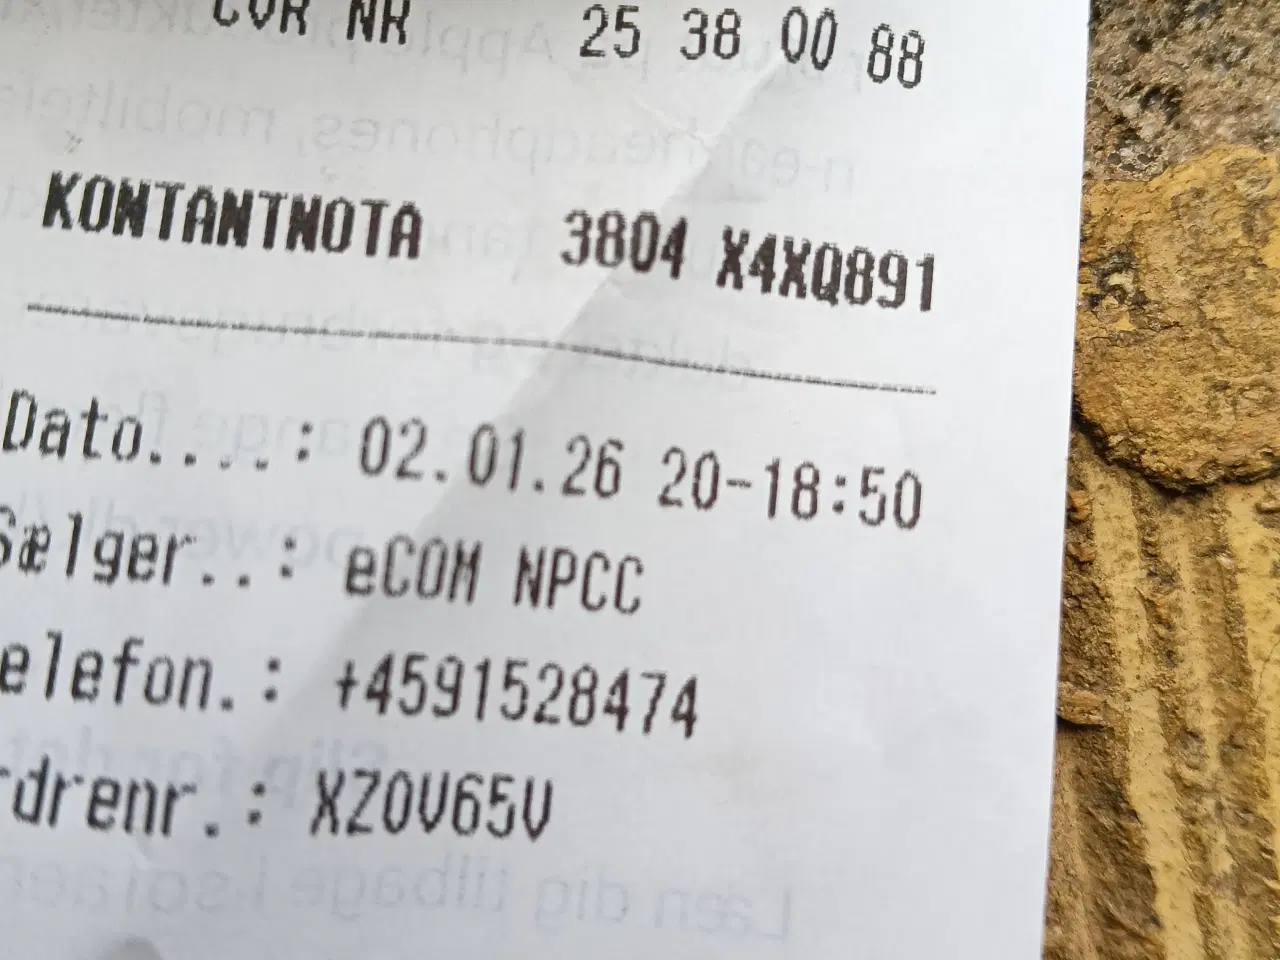 CVR NR 25 38 00 88
KONTANTNOTA 3804 X4XQ891
Dato....: 02.01.26 20-18:50
Sælger..: eCOM NPCC
elefon.: +4591528474
rdrenr.: XZ0V65V